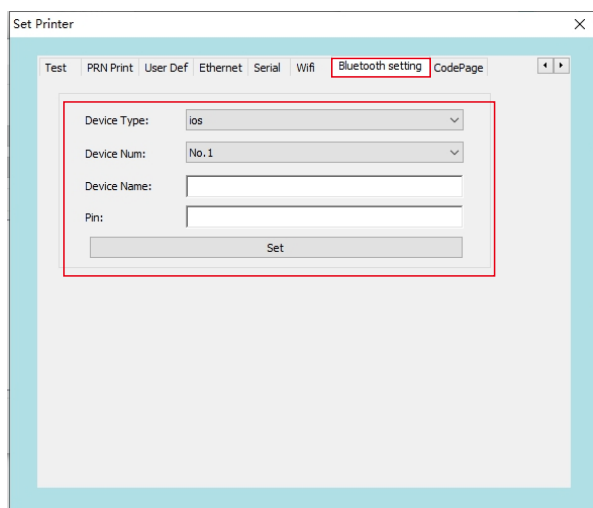 Set Printer
Test PRN Print User Def Ethernet Serial Wifi Bluetooth setting CodePage
Device Type: ios
Device Num: No.1
Device Name:
Pin:
Set